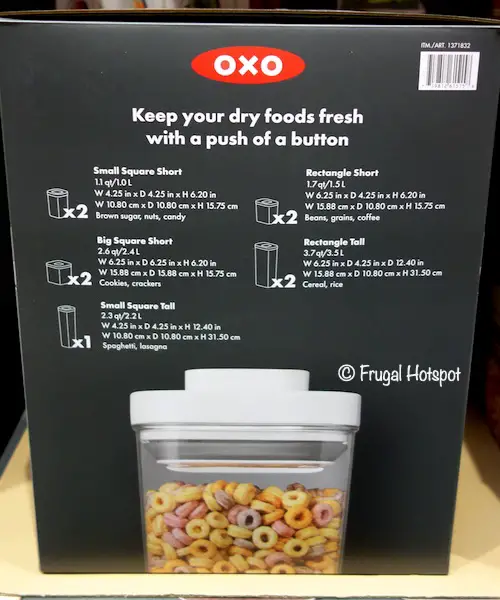 ITM./ART. 1371832
OXO
Keep your dry foods fresh
with a push of a button
Small Square Short
1.1 qt/1.0 L
W 4.25 in x D 4.25 in x H 6.20 in
W 10.80 cm x D 10.80 cm x H 15.75 cm
Brown sugar, nuts, candy
x2
Rectangle Short
1.7 qt/1.5 L
W 6.25 in x D 4.25 in x H 6.20 in
W 15.88 cm x D 10.80 cm x H 15.75 cm
Beans, grains, coffee
x2
Big Square Short
2.6 qt/2.4 L
W 6.25 in x D 6.25 in x H 6.20 in
W 15.88 cm x D 15.88 cm x H 15.75 cm
Cookies, crackers
x2
Rectangle Tall
3.7 qt/3.5 L
W 6.25 in x D 4.25 in x D 12.40 in
W 15.88 cm x D 10.80 cm x H 31.50 cm
Cereal, rice
x2
Small Square Tall
2.3 qt/2.2 L
W 4.25 in x D 4.25 in x H 12.40 in
W 10.80 cm x D 10.80 cm x H 31.50 cm
Spaghetti, lasagna
x1
© Frugal Hotspot